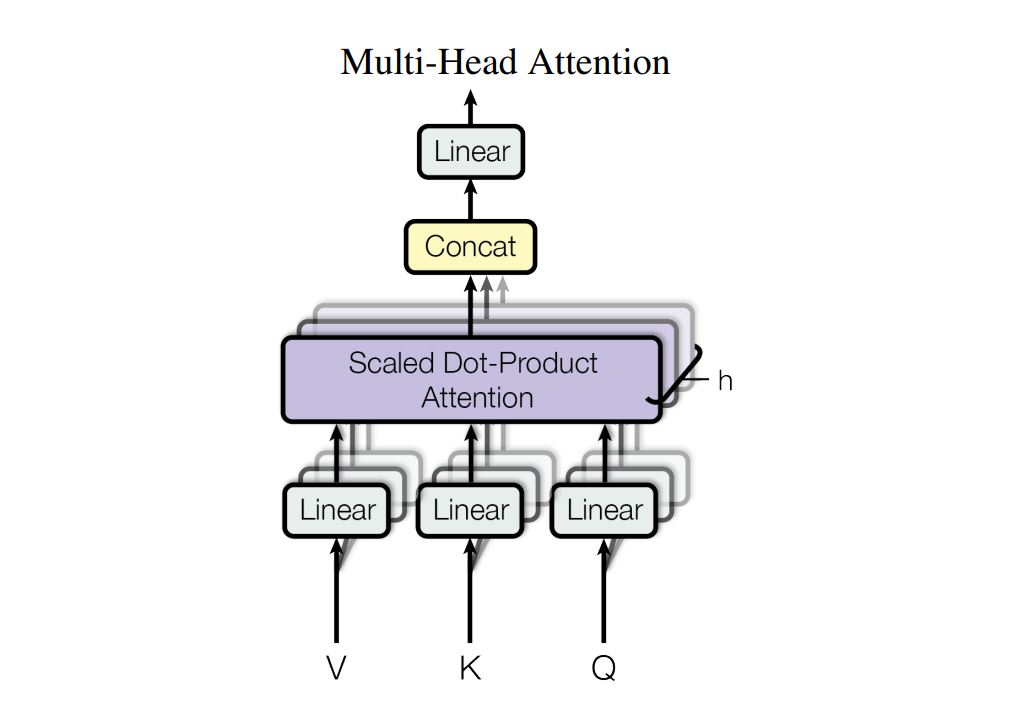 Multi-Head Attention
Linear
Concat
Scaled Dot-Product
Attention
h
Linear
Linear
Linear
V
K
Q